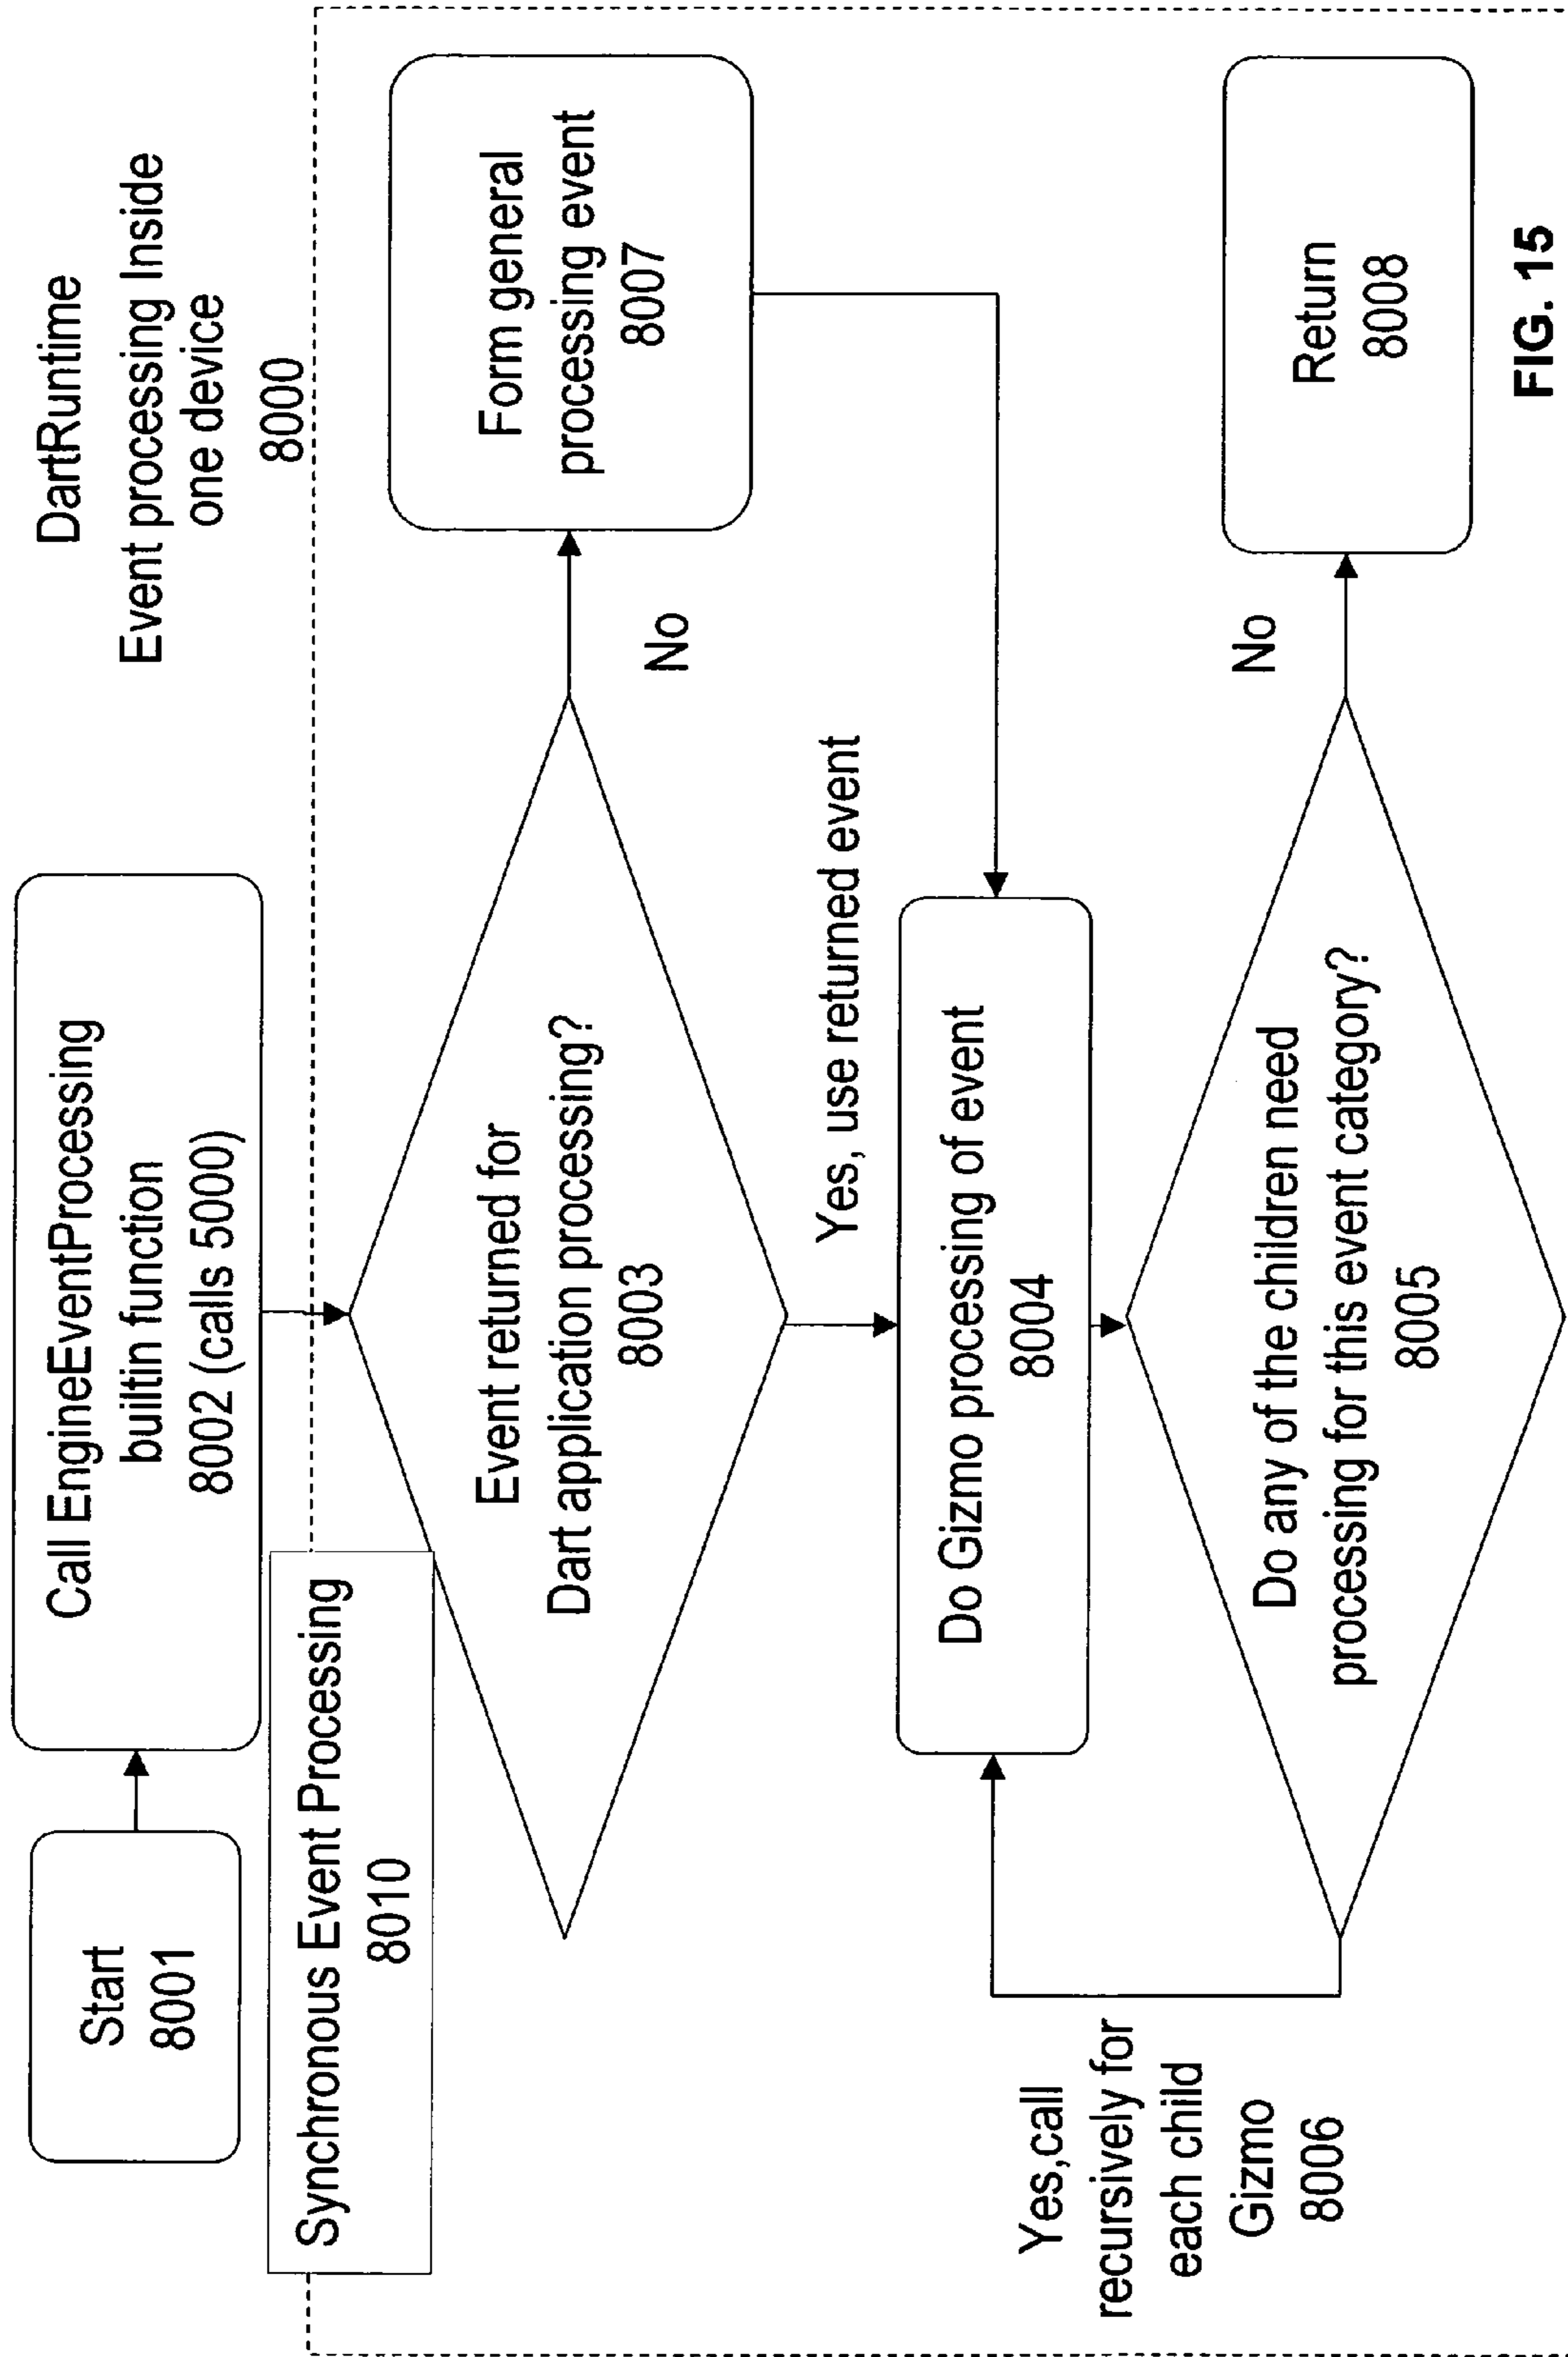 DartRuntime
Event processing Inside
one device
8000
Start
8001
Call EngineEventProcessing
builtin function
8002 (calls 5000)
Synchronous Event Processing
8010
Event returned for
Dart application processing?
8003
No
Form general
processing event
8007
Yes, use returned event
Do Gizmo processing of event
8004
Do any of the children need
processing for this event category?
8005
Yes,call
recursively for
each child
Gizmo
8006
No
Return
8008
FIG. 15